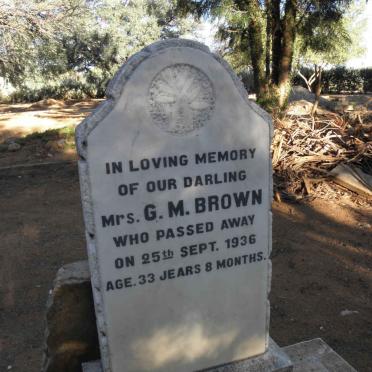 IN LOVING MEMORY
OF OUR DARLING
Mrs. G. M. BROWN
WHO PASSED AWAY
ON 25th SEPT. 1936
AGE. 33 JEARS 8 MONTHS.